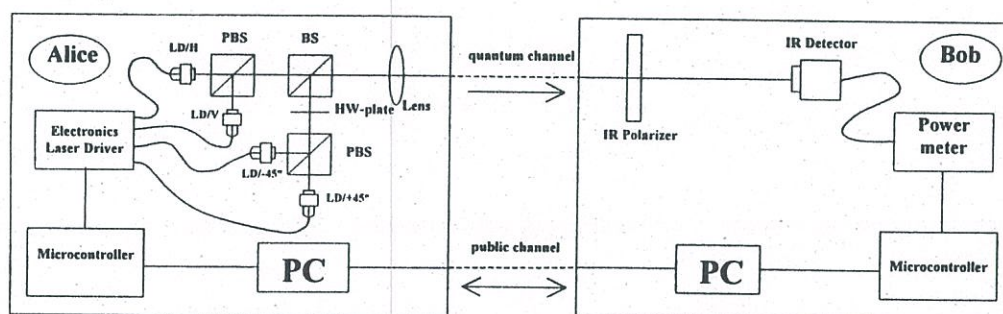 Alice
LD/H
PBS
BS
LD/V
HW-plate
Lens
Electronics
Laser Driver
PBS
LD/-45°
LD/+45°
Microcontroller
PC
quantum channel
public channel
IR Polarizer
IR Detector
Bob
Power
meter
PC
Microcontroller